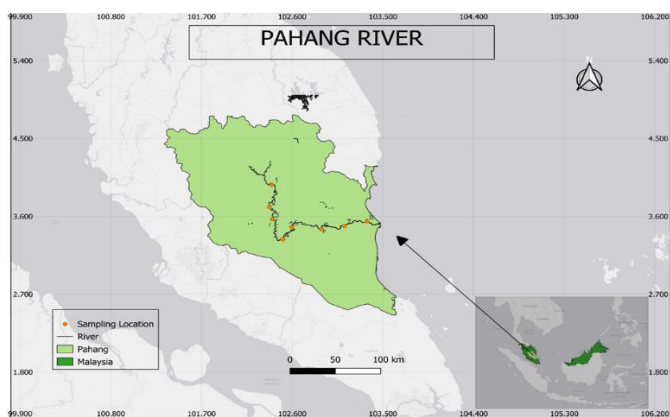 99.900 100.800 101.700 102.600 103.500 104.400 105.300 106.200
PAHANG RIVER
5.400 5.400
4.500 4.500
3.600 3.600
2.700 2.700
Sampling Location
River
Pahang
Malaysia
0 50 100 km
1.800 1.800
99.900 100.800 101.700 102.600 103.500 104.400 105.300 106.200